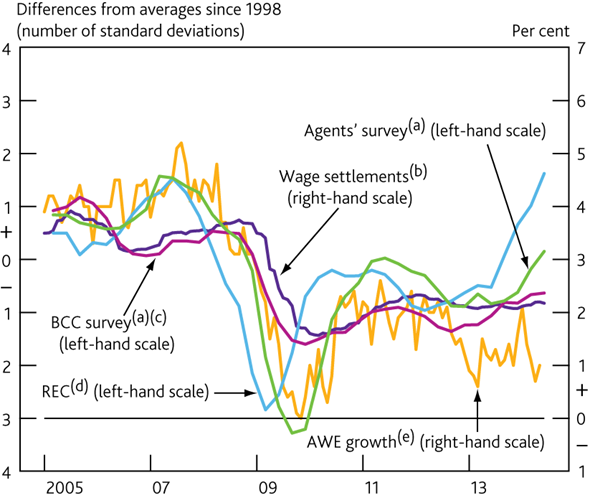 Differences from averages since 1998
(number of standard deviations)
Per cent
4
3
2
1
+
0
–
1
2
3
4
7
6
5
4
3
2
1
+
0
–
1
Agents' survey(a) (left-hand scale)
Wage settlements(b)
(right-hand scale)
BCC survey(a)(c)
(left-hand scale)
REC(d) (left-hand scale)
AWE growth(e) (right-hand scale)
2005
07
09
11
13